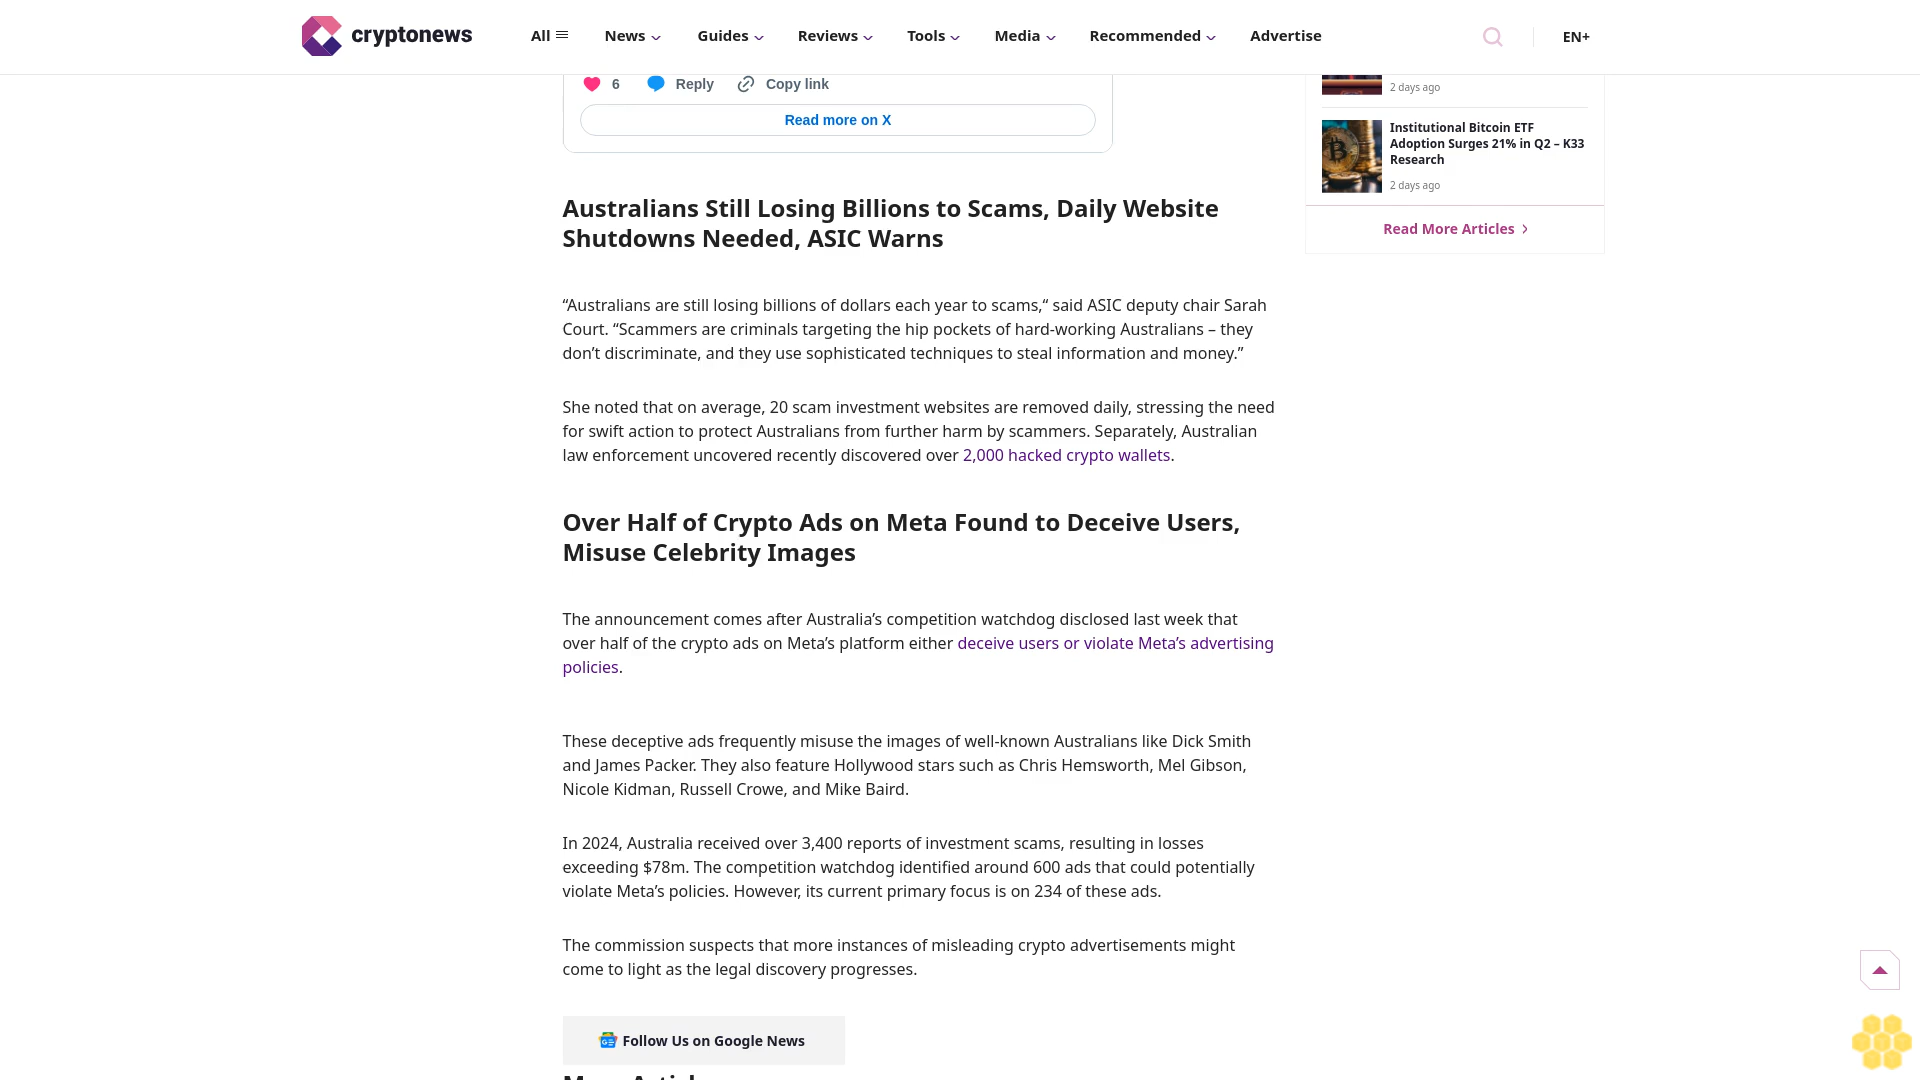 cryptonews
All News Guides Reviews Tools Media Recommended Advertise EN+
6 Reply Copy link
Read more on X
2 days ago
Institutional Bitcoin ETF
Adoption Surges 21% in Q2 – K33
Research
2 days ago
Read More Articles
Australians Still Losing Billions to Scams, Daily Website
Shutdowns Needed, ASIC Warns
“Australians are still losing billions of dollars each year to scams,“ said ASIC deputy chair Sarah
Court. “Scammers are criminals targeting the hip pockets of hard-working Australians – they
don’t discriminate, and they use sophisticated techniques to steal information and money.”
She noted that on average, 20 scam investment websites are removed daily, stressing the need
for swift action to protect Australians from further harm by scammers. Separately, Australian
law enforcement uncovered recently discovered over 2,000 hacked crypto wallets.
Over Half of Crypto Ads on Meta Found to Deceive Users,
Misuse Celebrity Images
The announcement comes after Australia’s competition watchdog disclosed last week that
over half of the crypto ads on Meta’s platform either deceive users or violate Meta’s advertising
policies.
These deceptive ads frequently misuse the images of well-known Australians like Dick Smith
and James Packer. They also feature Hollywood stars such as Chris Hemsworth, Mel Gibson,
Nicole Kidman, Russell Crowe, and Mike Baird.
In 2024, Australia received over 3,400 reports of investment scams, resulting in losses
exceeding $78m. The competition watchdog identified around 600 ads that could potentially
violate Meta’s policies. However, its current primary focus is on 234 of these ads.
The commission suspects that more instances of misleading crypto advertisements might
come to light as the legal discovery progresses.
Follow Us on Google News